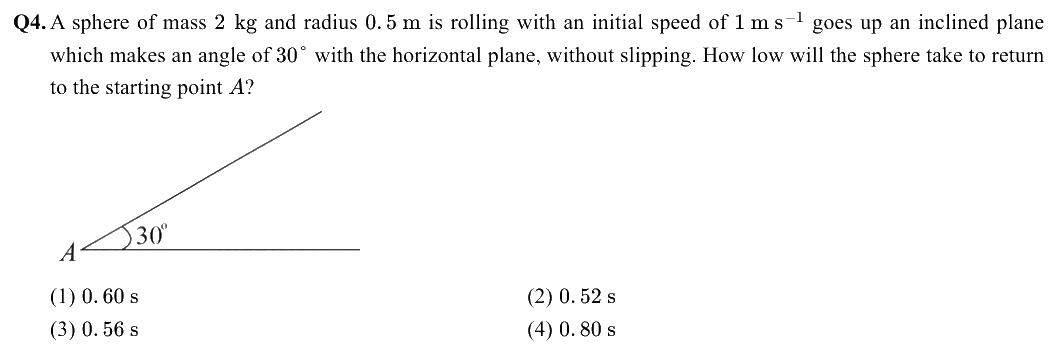 Q4. A sphere of mass 2 kg and radius 0.5 m is rolling with an initial speed of 1 m s⁻¹ goes up an inclined plane
which makes an angle of 30° with the horizontal plane, without slipping. How low will the sphere take to return
to the starting point A?
30°
A
(1) 0.60 s (2) 0.52 s
(3) 0.56 s (4) 0.80 s